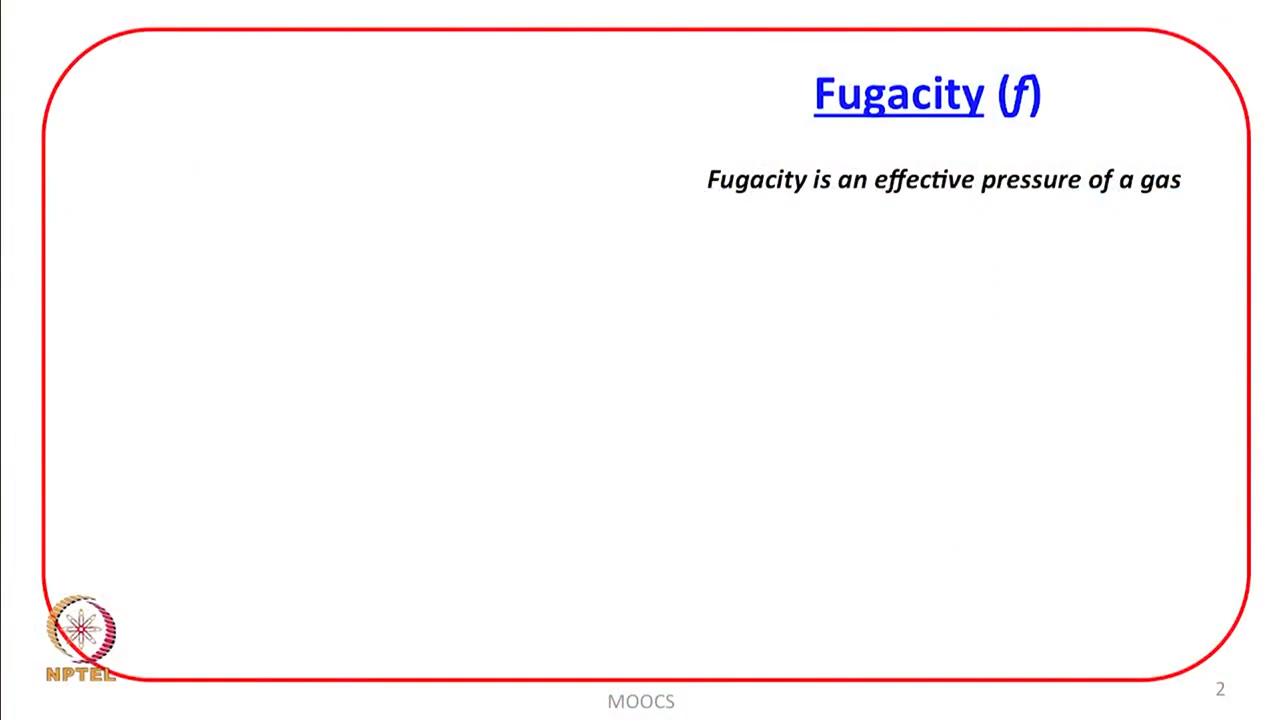 Fugacity (f)
Fugacity is an effective pressure of a gas
NPTEL
MOOCS
2